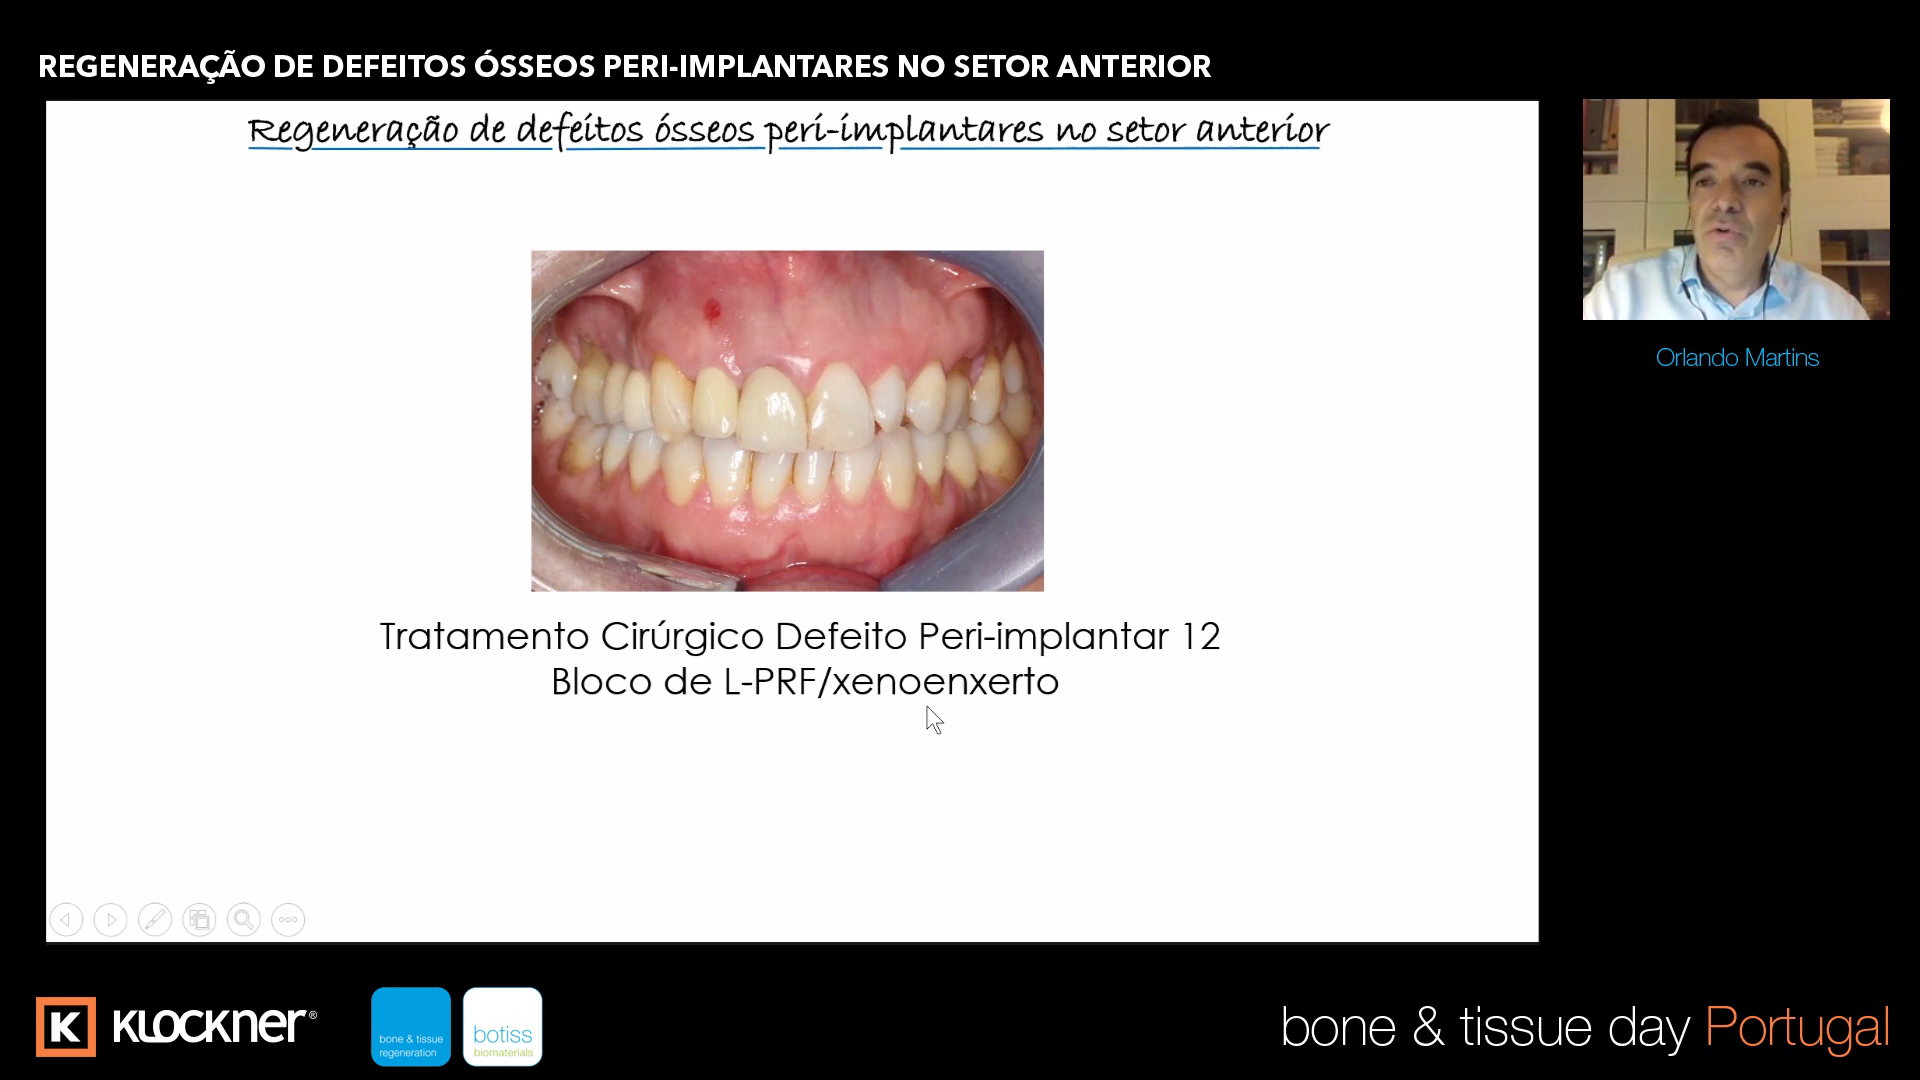 REGENERAÇÃO DE DEFEITOS ÓSSEOS PERI-IMPLANTARES NO SETOR ANTERIOR
Regeneração de defeitos ósseos peri-implantares no setor anterior
Orlando Martins
Tratamento Cirúrgico Defeito Peri-implantar 12
Bloco de L-PRF/xenoenxerto
K KLOCKNER®
bone & tissue
regeneration
botiss
biomaterials
bone & tissue day Portugal